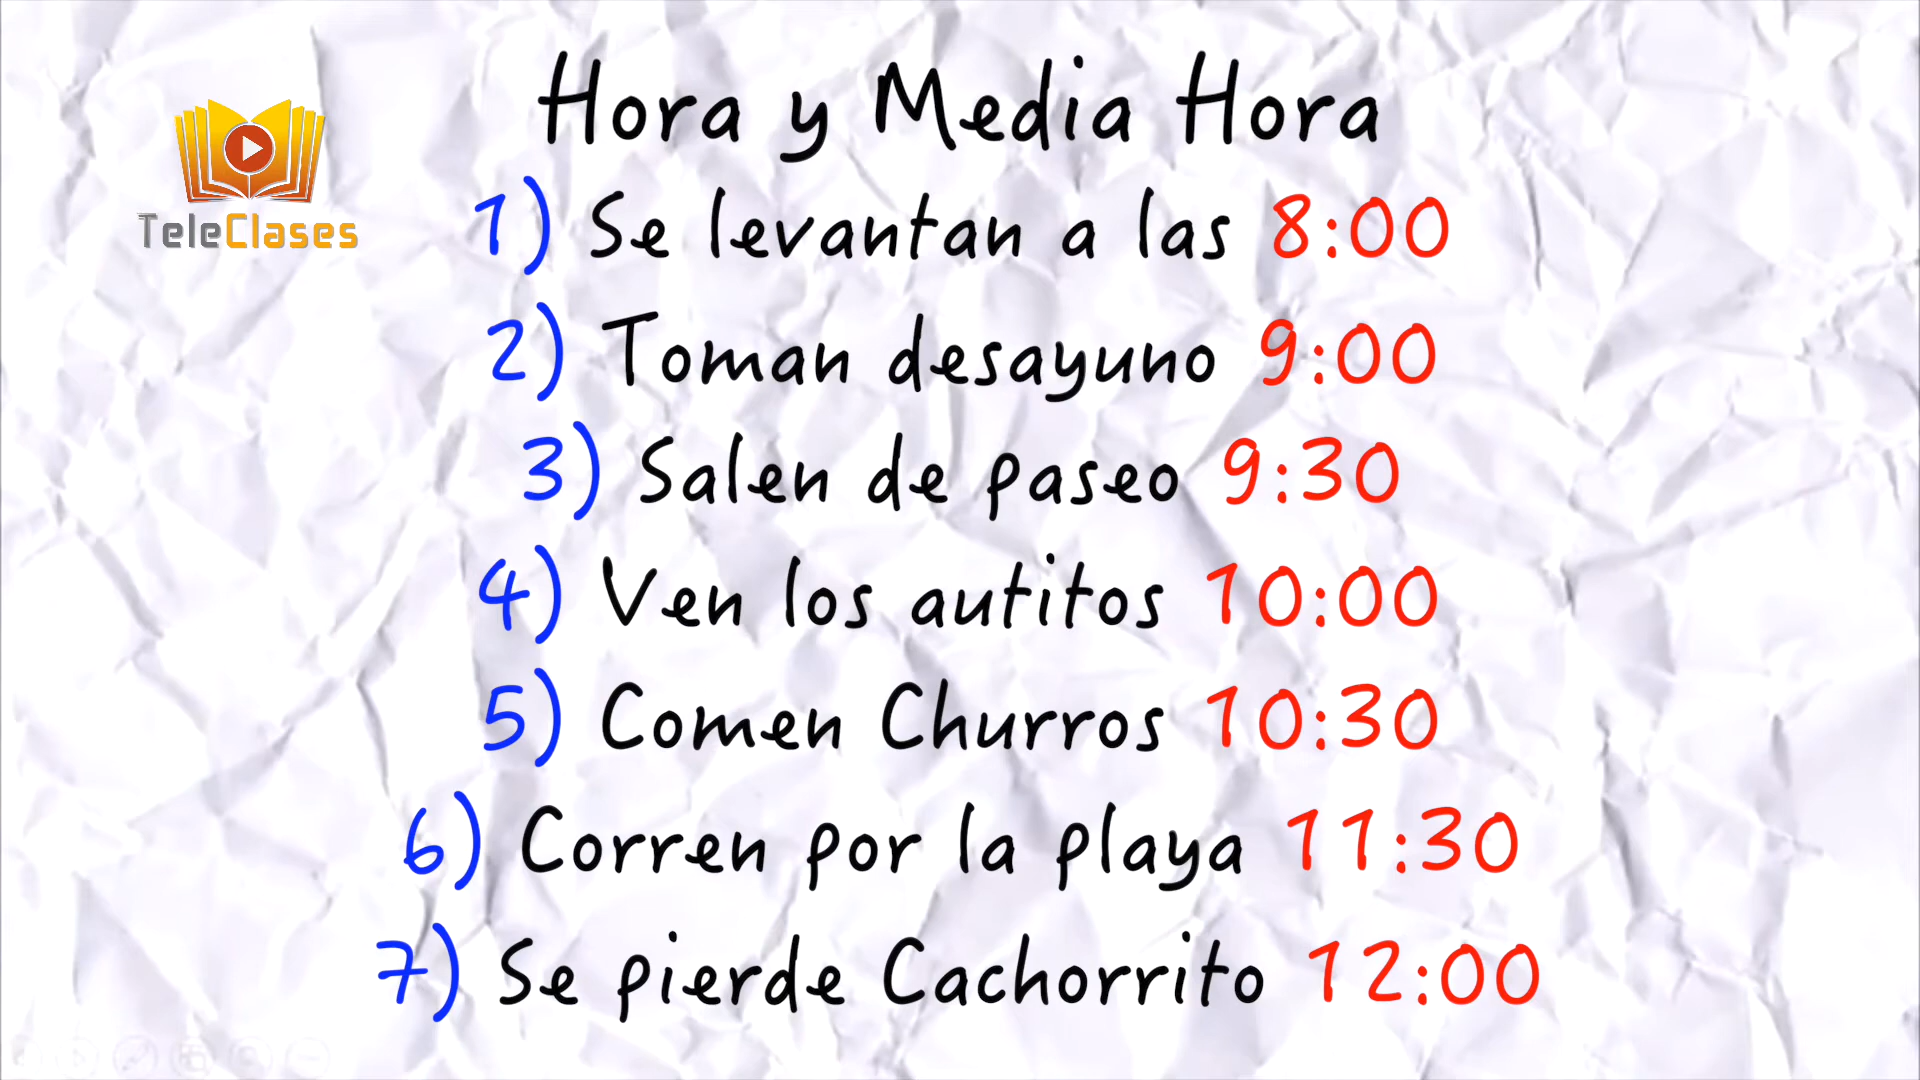 Hora y Media Hora
TeleClases
1) Se levantan a las 8:00
2) Toman desayuno 9:00
3) Salen de paseo 9:30
4) Ven los autitos 10:00
5) Comen Churros 10:30
6) Corren por la playa 11:30
7) Se pierde Cachorrito 12:00